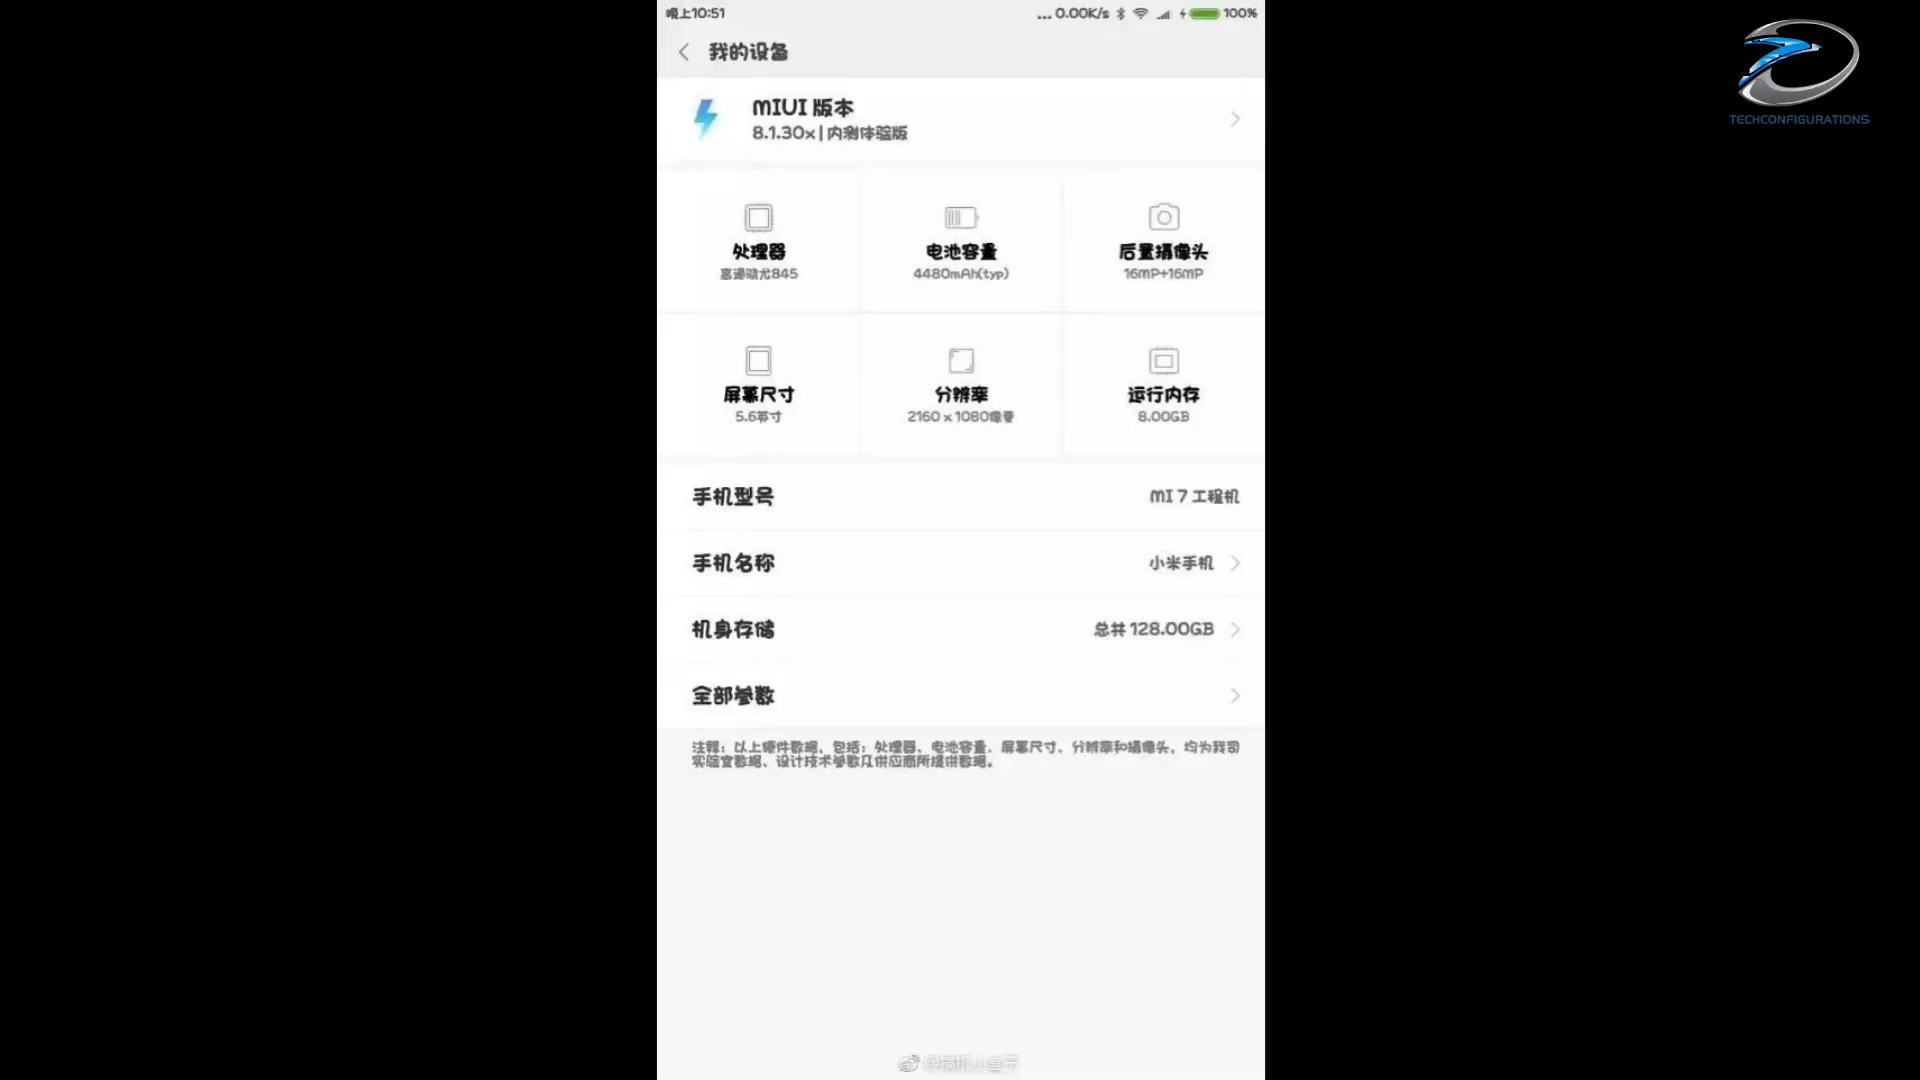 晚上10:51
... 0.00K/s
100%
我的设备
MIUI 版本
8.1.30x | 内测体验版
处理器
高通骁龙845
电池容量
4480mAh(typ)
后置摄像头
16MP+16MP
屏幕尺寸
5.6英寸
分辨率
2160 x 1080像素
运行内存
8.00GB
手机型号
MI 7 工程机
手机名称
小米手机
机身存储
总共 128.00GB
全部参数
注释：以上硬件数据，包括：处理器、电池容量、屏幕尺寸、分辨率和摄像头，均为我司
实验室数据、设计技术参数及供应商所提供数据。
TECHCONFIGURATIONS
@搞机小盒子